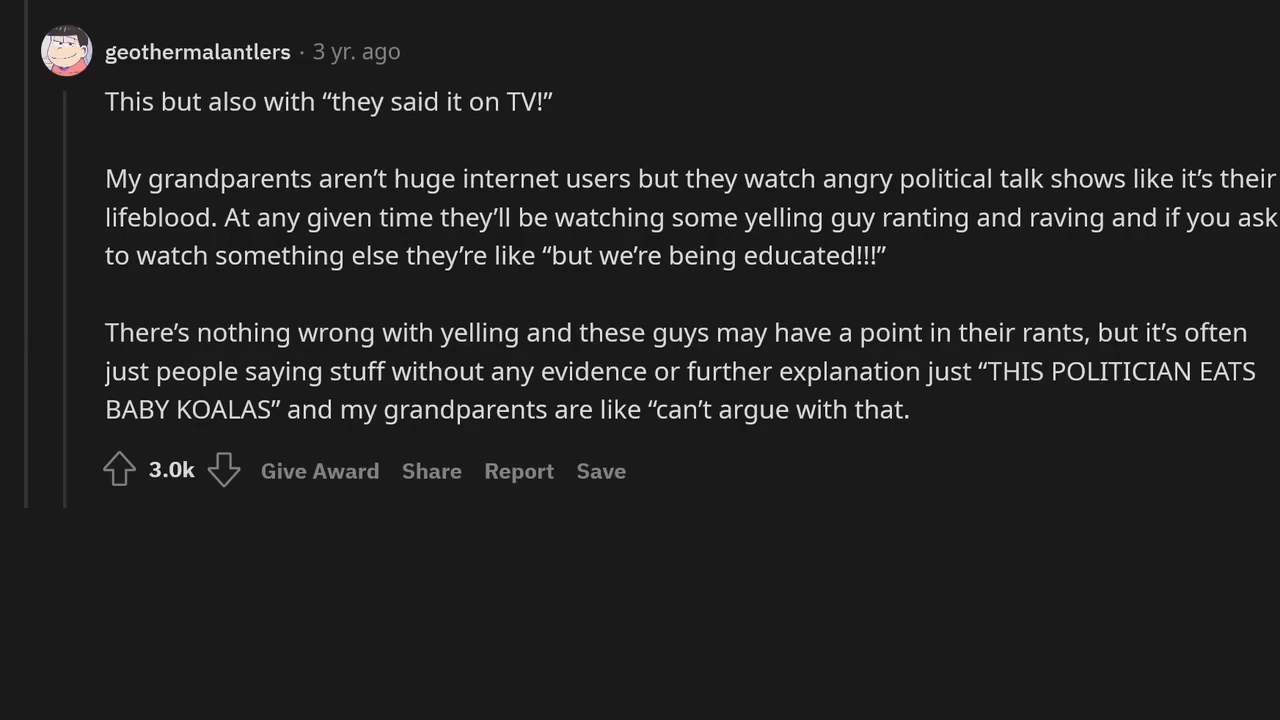 geothermalantlers · 3 yr. ago
This but also with “they said it on TV!”
My grandparents aren’t huge internet users but they watch angry political talk shows like it’s their
lifeblood. At any given time they’ll be watching some yelling guy ranting and raving and if you ask
to watch something else they’re like “but we’re being educated!!!”
There’s nothing wrong with yelling and these guys may have a point in their rants, but it’s often
just people saying stuff without any evidence or further explanation just “THIS POLITICIAN EATS
BABY KOALAS” and my grandparents are like “can’t argue with that.
3.0k Give Award Share Report Save